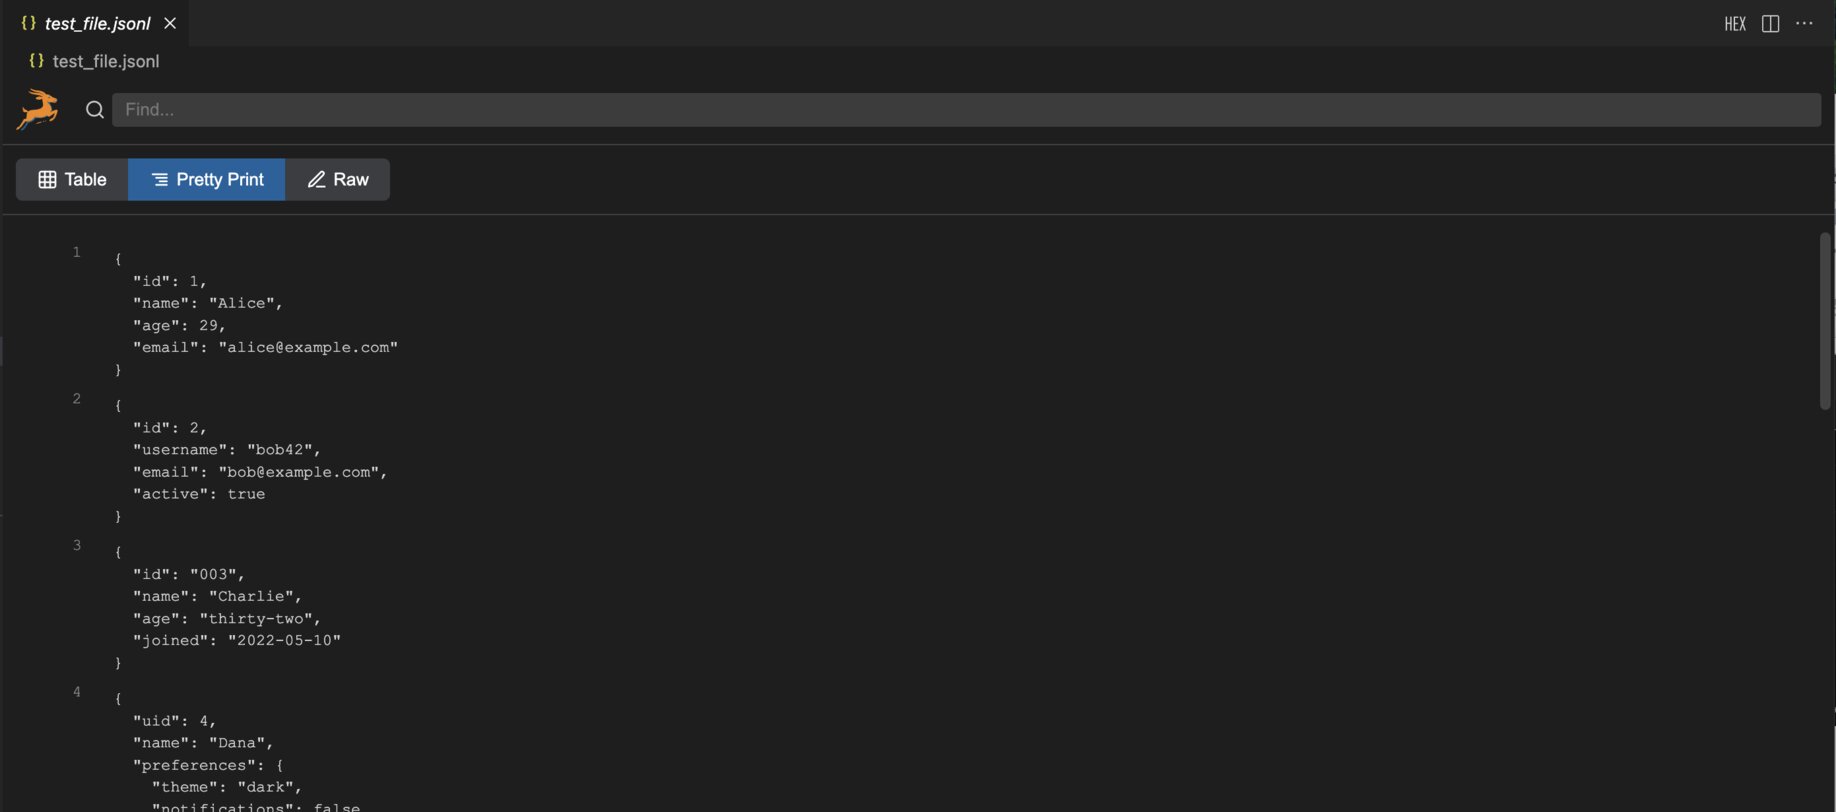 {} test_file.jsonl ×
HEX ...
{} test_file.jsonl
Find...
Table Pretty Print Raw
1 {
"id": 1,
"name": "Alice",
"age": 29,
"email": "alice@example.com"
}
2 {
"id": 2,
"username": "bob42",
"email": "bob@example.com",
"active": true
}
3 {
"id": "003",
"name": "Charlie",
"age": "thirty-two",
"joined": "2022-05-10"
}
4 {
"uid": 4,
"name": "Dana",
"preferences": {
"theme": "dark",
"notifications": false